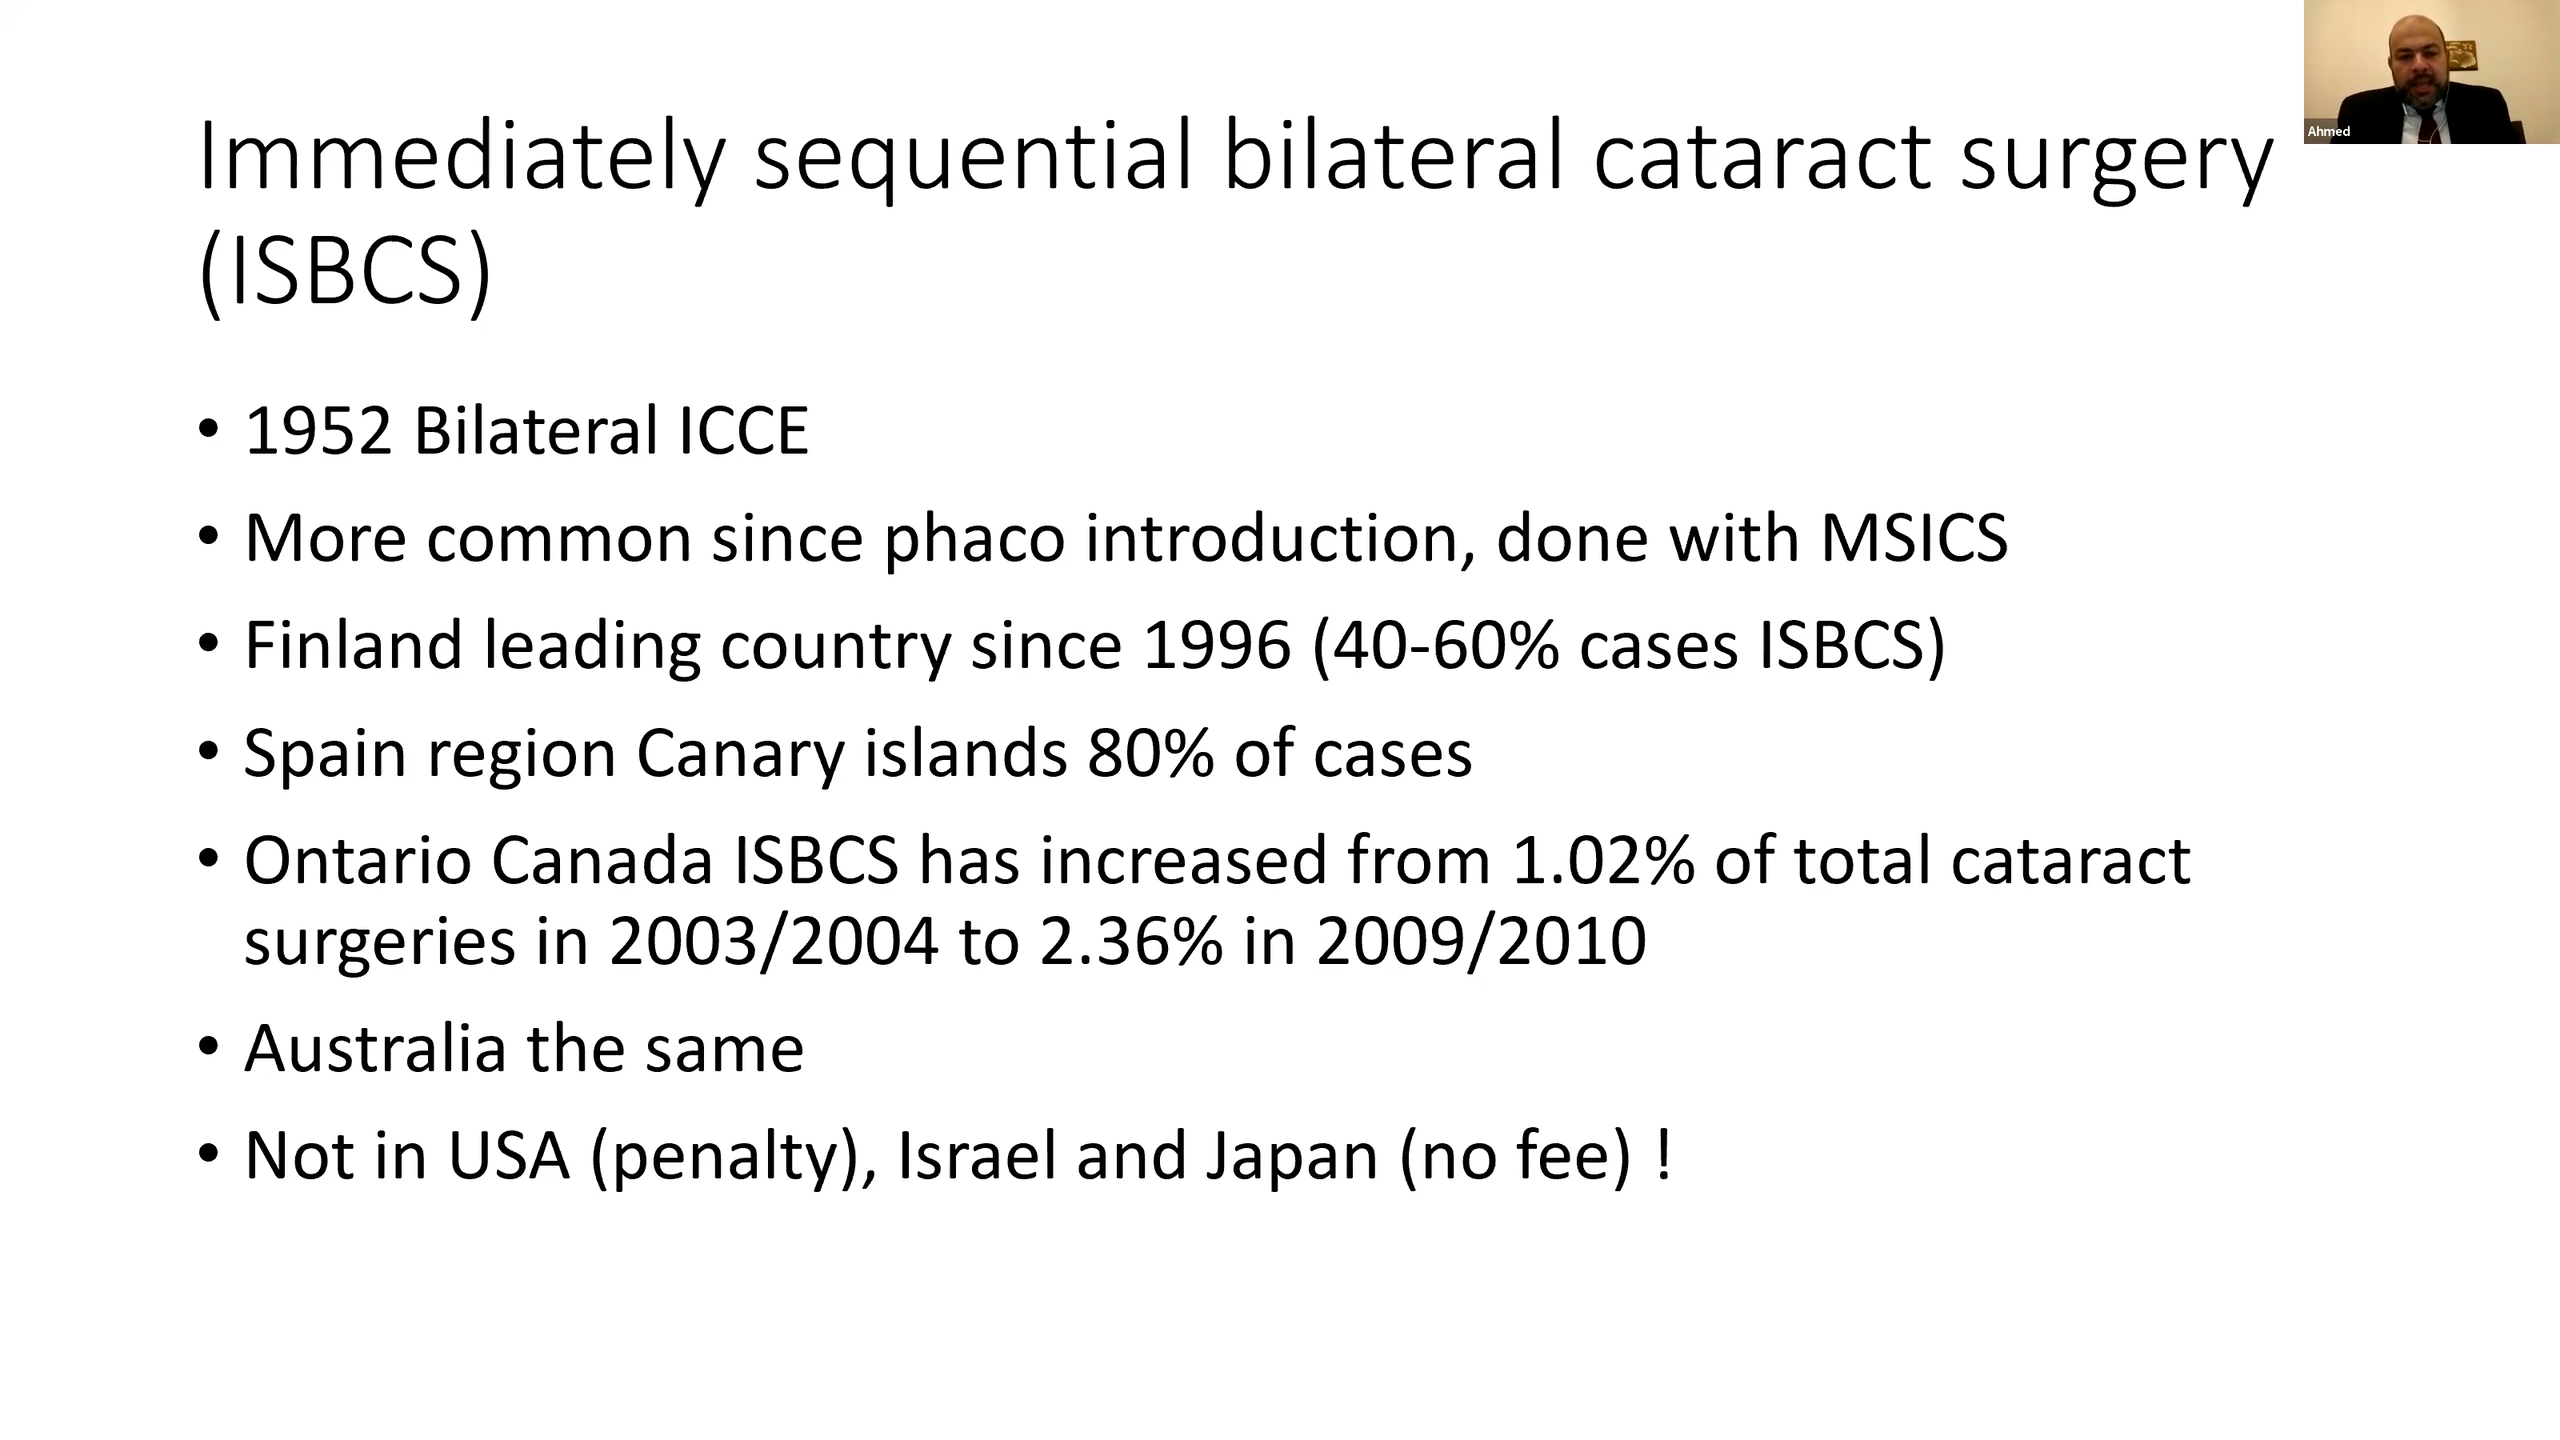 Immediately sequential bilateral cataract surgery
(ISBCS)
• 1952 Bilateral ICCE
• More common since phaco introduction, done with MSICS
• Finland leading country since 1996 (40-60% cases ISBCS)
• Spain region Canary islands 80% of cases
• Ontario Canada ISBCS has increased from 1.02% of total cataract
surgeries in 2003/2004 to 2.36% in 2009/2010
• Australia the same
• Not in USA (penalty), Israel and Japan (no fee) !
Ahmed